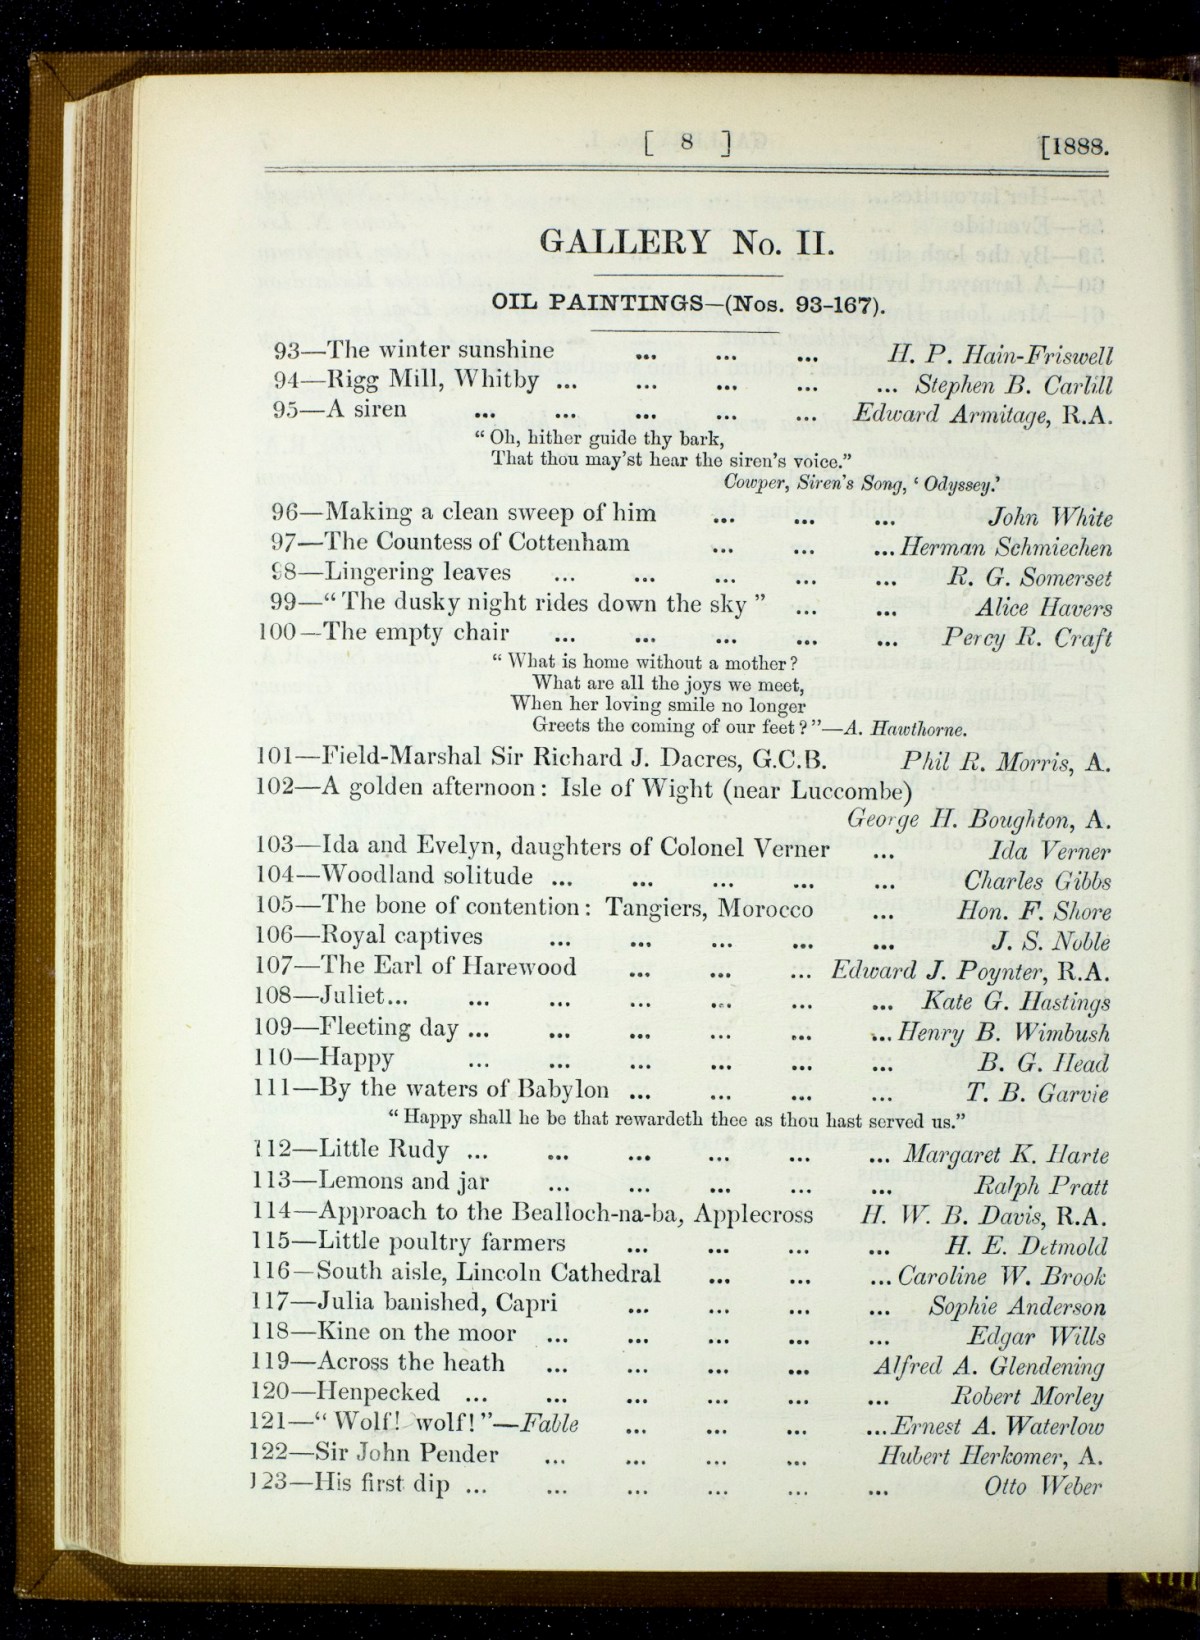 [ 8 ] [1888.
GALLERY No. II.
OIL PAINTINGS—(Nos. 93-167).
93—The winter sunshine ... ... ... H. P. Hain-Friswell
94—Rigg Mill, Whitby ... ... ... ... ... Stephen B. Carlill
95—A siren ... ... ... ... ... Edward Armitage, R.A.
"Oh, hither guide thy bark,
That thou may'st hear the siren's voice."
Cowper, Siren's Song, 'Odyssey.'
96—Making a clean sweep of him ... ... ... John White
97—The Countess of Cottenham ... ... ... Herman Schmiechen
98—Lingering leaves ... ... ... ... ... R. G. Somerset
99—"The dusky night rides down the sky" ... ... Alice Havers
100—The empty chair ... ... ... ... ... Percy R. Craft
"What is home without a mother?
What are all the joys we meet,
When her loving smile no longer
Greets the coming of our feet?"—A. Hawthorne.
101—Field-Marshal Sir Richard J. Dacres, G.C.B. Phil R. Morris, A.
102—A golden afternoon: Isle of Wight (near Luccombe)
George H. Boughton, A.
103—Ida and Evelyn, daughters of Colonel Verner ... Ida Verner
104—Woodland solitude ... ... ... ... ... Charles Gibbs
105—The bone of contention: Tangiers, Morocco ... Hon. F. Shore
106—Royal captives ... ... ... ... ... J. S. Noble
107—The Earl of Harewood ... ... ... Edward J. Poynter, R.A.
108—Juliet... ... ... ... ... ... ... Kate G. Hastings
109—Fleeting day ... ... ... ... ... ... Henry B. Wimbush
110—Happy ... ... ... ... ... ... B. G. Head
111—By the waters of Babylon ... ... ... ... T. B. Garvie
"Happy shall he be that rewardeth thee as thou hast served us."
112—Little Rudy ... ... ... ... ... ... Margaret K. Harte
113—Lemons and jar ... ... ... ... ... Ralph Pratt
114—Approach to the Bealloch-na-ba, Applecross H. W. B. Davis, R.A.
115—Little poultry farmers ... ... ... ... H. E. Detmold
116—South aisle, Lincoln Cathedral ... ... ... Caroline W. Brook
117—Julia banished, Capri ... ... ... ... Sophie Anderson
118—Kine on the moor ... ... ... ... ... Edgar Wills
119—Across the heath ... ... ... ... Alfred A. Glendening
120—Henpecked ... ... ... ... ... ... Robert Morley
121—"Wolf! wolf!"—Fable ... ... ... ... Ernest A. Waterlow
122—Sir John Pender ... ... ... ... Hubert Herkomer, A.
123—His first dip ... ... ... ... ... ... Otto Weber